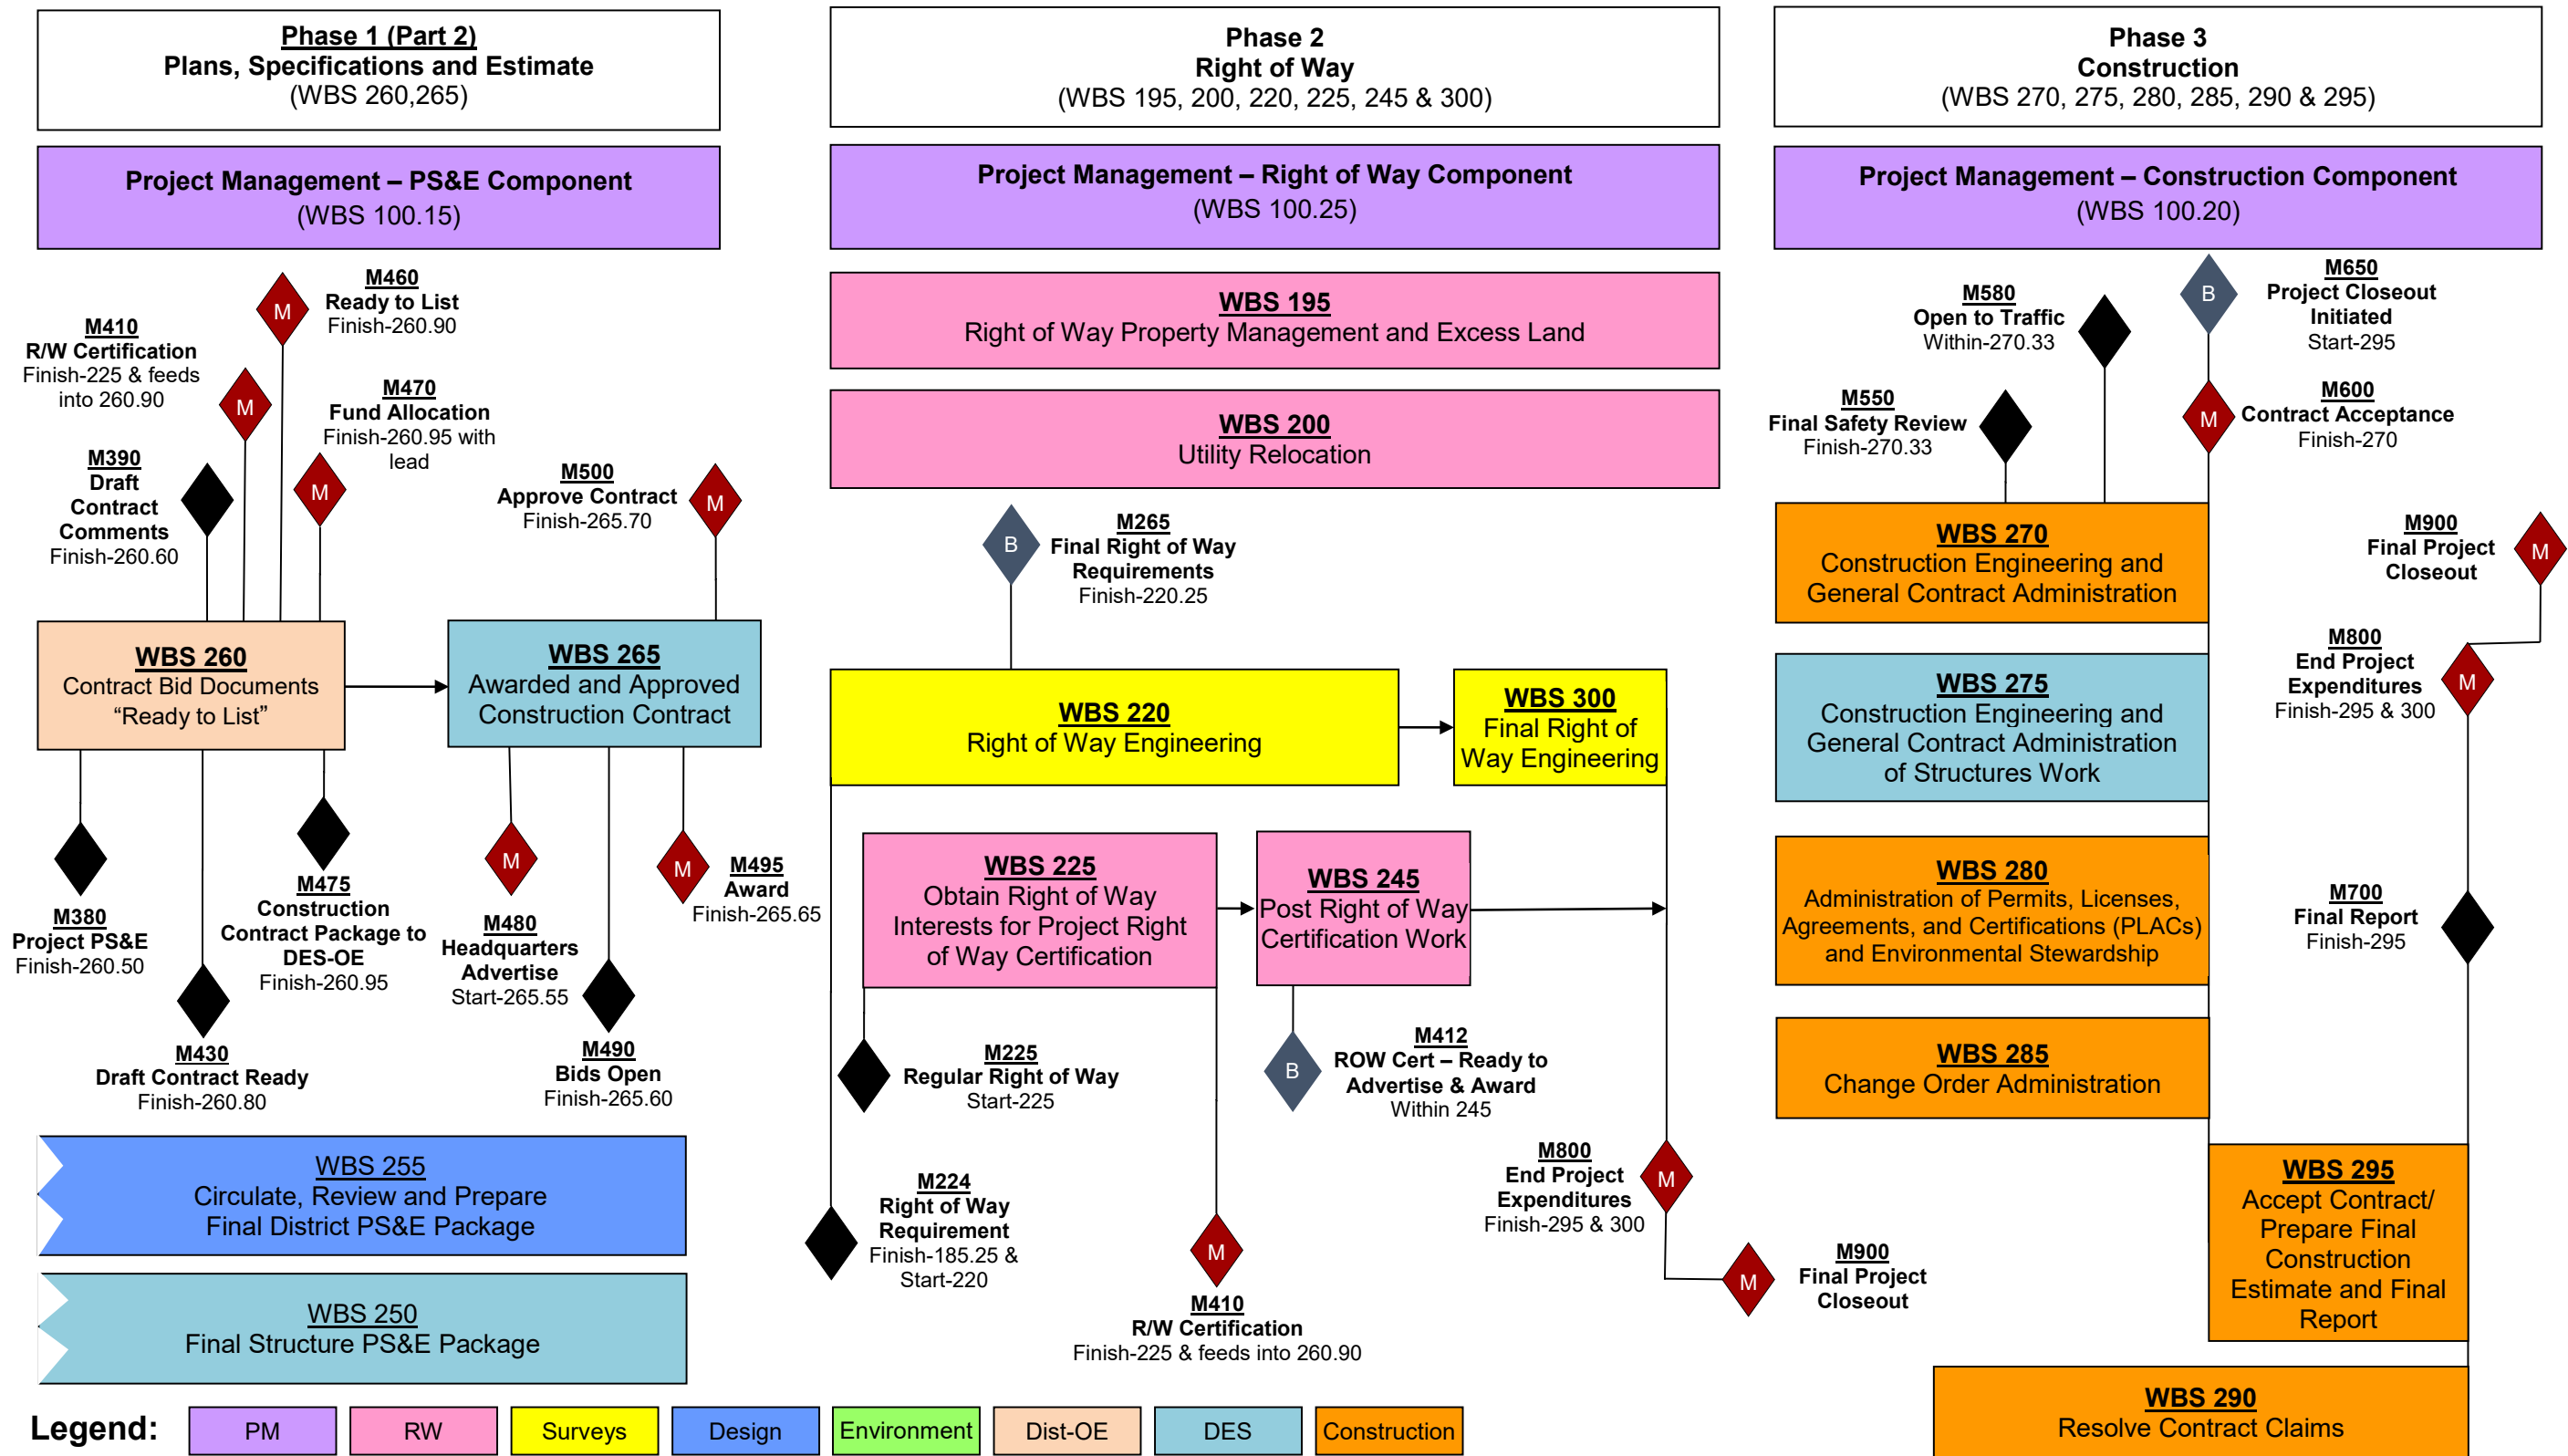 Phase 1 (Part 2)
Plans, Specifications and Estimate
(WBS 260,265)
Project Management – PS&E Component
(WBS 100.15)
M460
Ready to List
Finish-260.90
M410
R/W Certification
Finish-225 & feeds
into 260.90
M470
Fund Allocation
Finish-260.95 with
lead
M390
Draft
Contract
Comments
Finish-260.60
M500
Approve Contract
Finish-265.70
M
M
M
M
WBS 260
Contract Bid Documents
“Ready to List”
WBS 265
Awarded and Approved
Construction Contract
M
M
M380
Project PS&E
Finish-260.50
M475
Construction
Contract Package to
DES-OE
Finish-260.95
M480
Headquarters
Advertise
Start-265.55
M495
Award
Finish-265.65
M430
Draft Contract Ready
Finish-260.80
M490
Bids Open
Finish-265.60
WBS 255
Circulate, Review and Prepare
Final District PS&E Package
WBS 250
Final Structure PS&E Package
Phase 2
Right of Way
(WBS 195, 200, 220, 225, 245 & 300)
Project Management – Right of Way Component
(WBS 100.25)
WBS 195
Right of Way Property Management and Excess Land
WBS 200
Utility Relocation
B
M265
Final Right of Way
Requirements
Finish-220.25
WBS 220
Right of Way Engineering
WBS 300
Final Right of
Way Engineering
WBS 225
Obtain Right of Way
Interests for Project Right
of Way Certification
WBS 245
Post Right of Way
Certification Work
M225
Regular Right of Way
Start-225
B
M412
ROW Cert – Ready to
Advertise & Award
Within 245
M224
Right of Way
Requirement
Finish-185.25 &
Start-220
M
M410
R/W Certification
Finish-225 & feeds into 260.90
M800
End Project
Expenditures
Finish-295 & 300
M
M
M900
Final Project
Closeout
Phase 3
Construction
(WBS 270, 275, 280, 285, 290 & 295)
Project Management – Construction Component
(WBS 100.20)
M580
Open to Traffic
Within-270.33
B
M650
Project Closeout
Initiated
Start-295
M550
Final Safety Review
Finish-270.33
M
M600
Contract Acceptance
Finish-270
WBS 270
Construction Engineering and
General Contract Administration
M900
Final Project
Closeout
M
WBS 275
Construction Engineering and
General Contract Administration
of Structures Work
M800
End Project
Expenditures
Finish-295 & 300
M
WBS 280
Administration of Permits, Licenses,
Agreements, and Certifications (PLACs)
and Environmental Stewardship
M700
Final Report
Finish-295
WBS 285
Change Order Administration
WBS 295
Accept Contract/
Prepare Final
Construction
Estimate and Final
Report
WBS 290
Resolve Contract Claims
Legend:
PM
RW
Surveys
Design
Environment
Dist-OE
DES
Construction